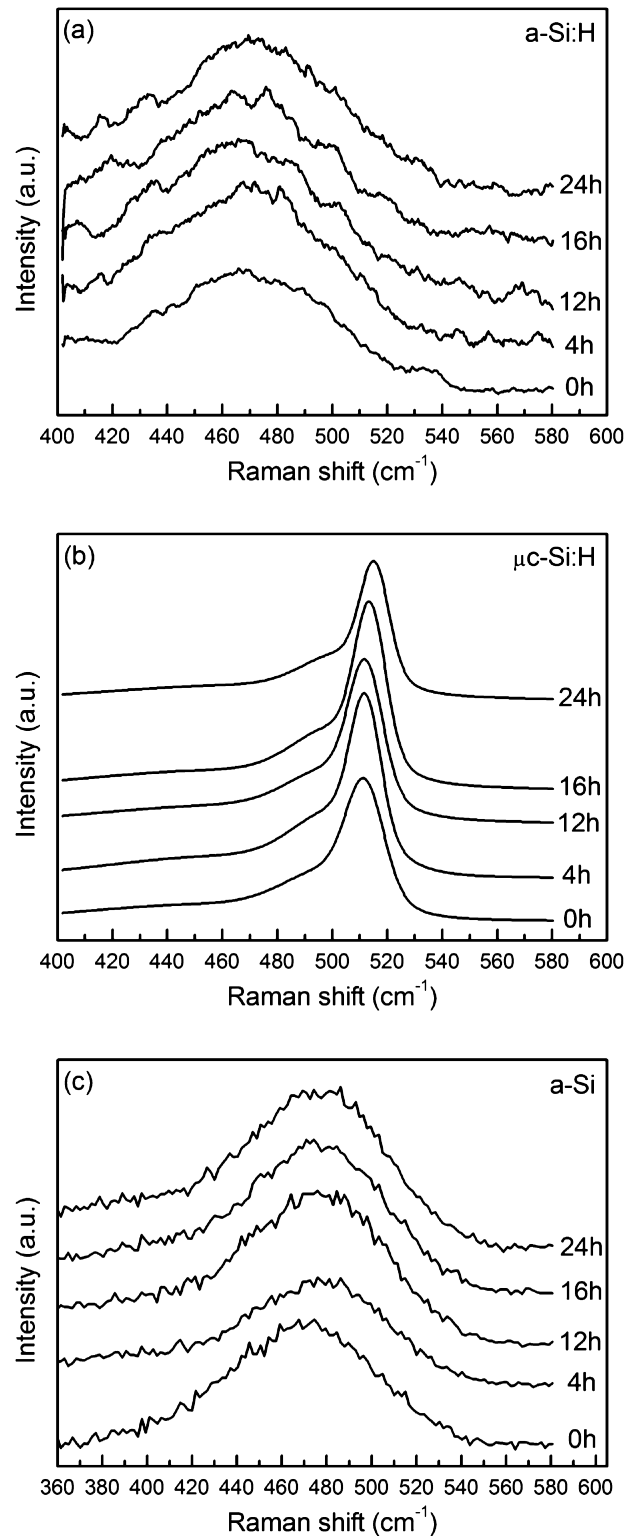 (a) a-Si:H
Intensity (a.u.)
24h
16h
12h
4h
0h
400 420 440 460 480 500 520 540 560 580 600
Raman shift (cm⁻¹)
(b) μc-Si:H
Intensity (a.u.)
24h
16h
12h
4h
0h
400 420 440 460 480 500 520 540 560 580 600
Raman shift (cm⁻¹)
(c) a-Si
Intensity (a.u.)
24h
16h
12h
4h
0h
360 380 400 420 440 460 480 500 520 540 560 580 600
Raman shift (cm⁻¹)